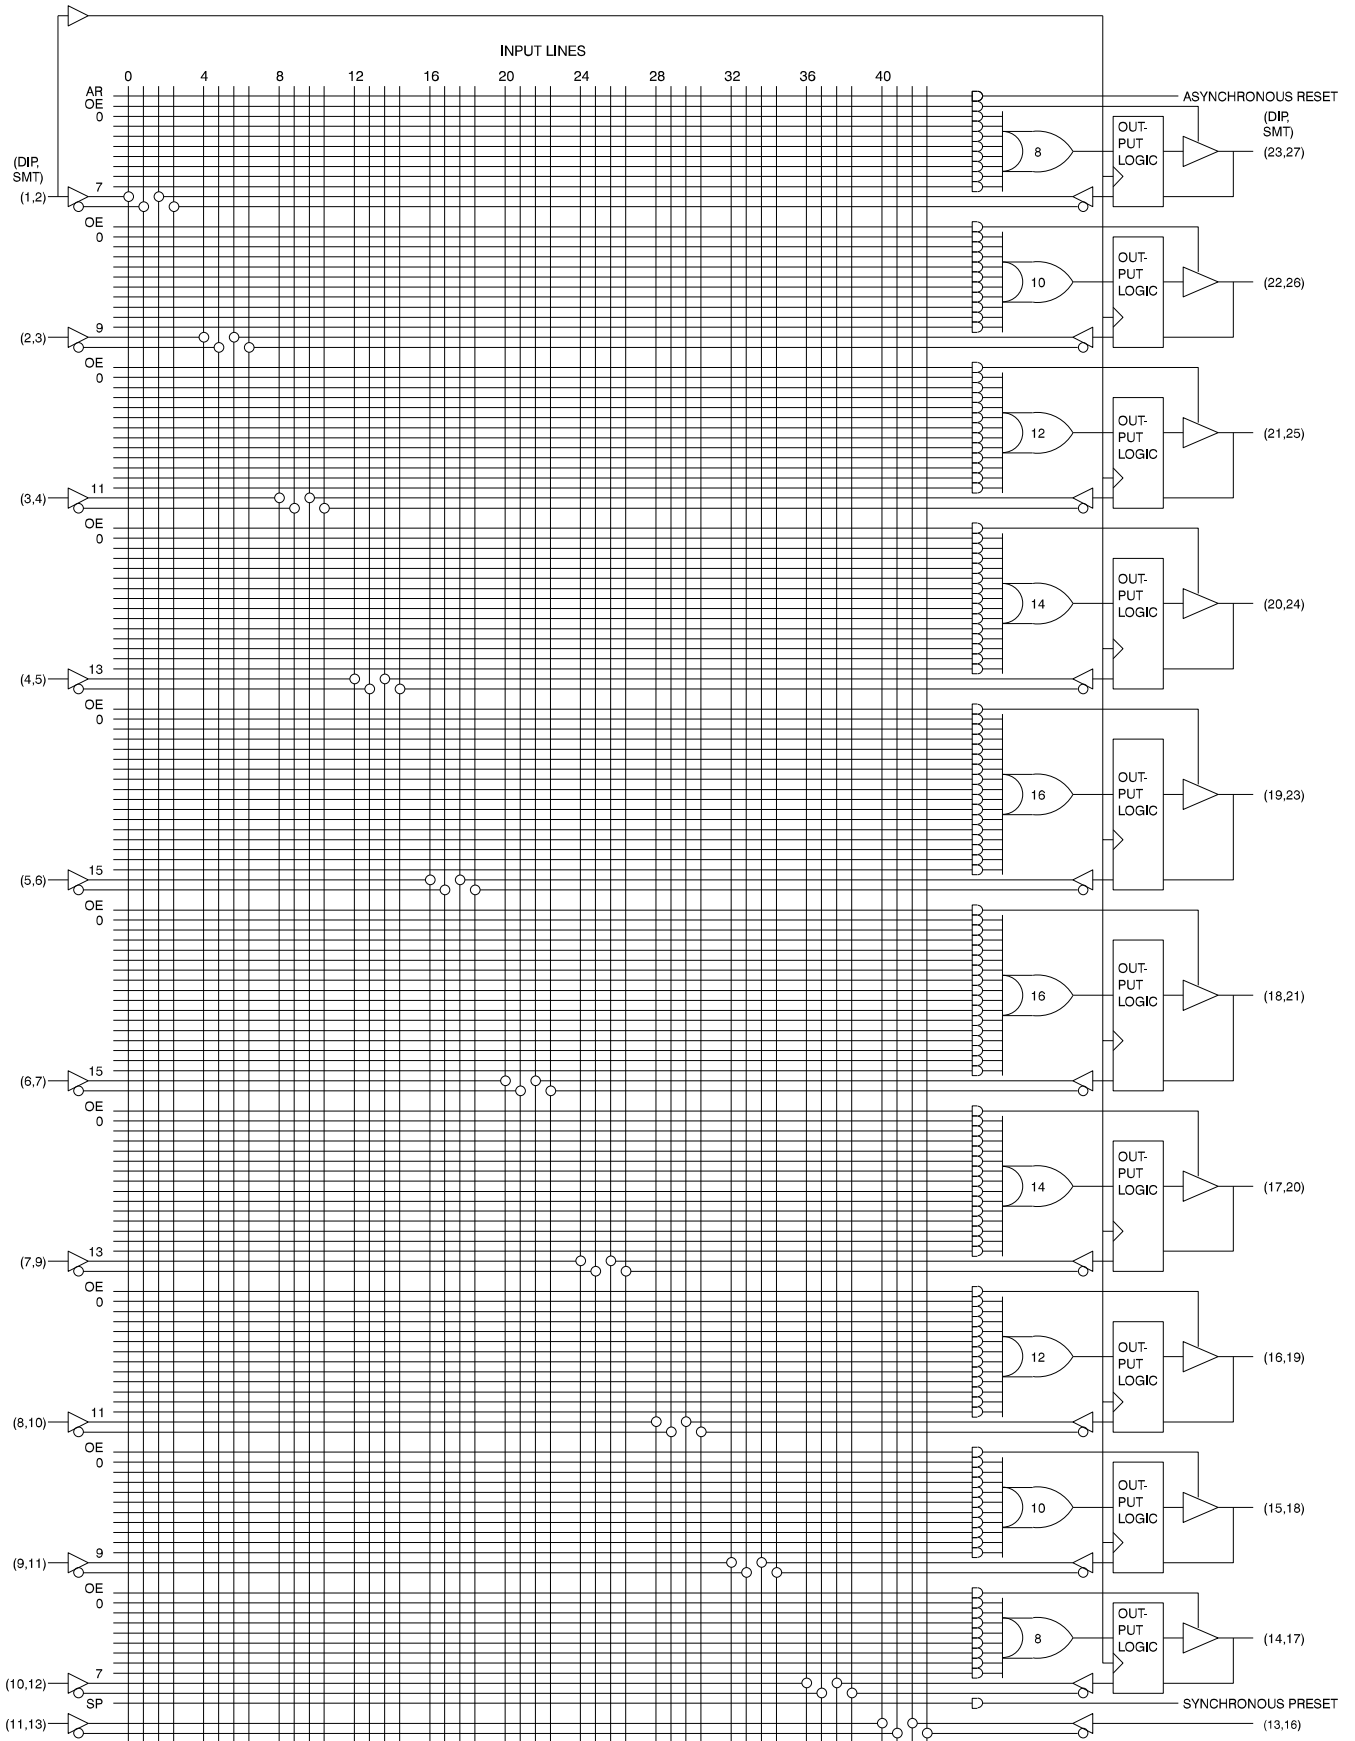 INPUT LINES
0 4 8 12 16 20 24 28 32 36 40
AR
ASYNCHRONOUS RESET
OE
0
(DIP,
SMT)
OUT-
PUT
LOGIC
8
(23,27)
(DIP,
SMT)
7
(1,2)
OE
0
OUT-
PUT
LOGIC
10
(22,26)
9
(2,3)
OE
0
OUT-
PUT
LOGIC
12
(21,25)
11
(3,4)
OE
0
OUT-
PUT
LOGIC
14
(20,24)
13
(4,5)
OE
0
OUT-
PUT
LOGIC
16
(19,23)
15
(5,6)
OE
0
OUT-
PUT
LOGIC
16
(18,21)
15
(6,7)
OE
0
OUT-
PUT
LOGIC
14
(17,20)
13
(7,9)
OE
0
OUT-
PUT
LOGIC
12
(16,19)
11
(8,10)
OE
0
OUT-
PUT
LOGIC
10
(15,18)
9
(9,11)
OE
0
OUT-
PUT
LOGIC
8
(14,17)
7
(10,12)
SP
SYNCHRONOUS PRESET
(11,13)
(13,16)